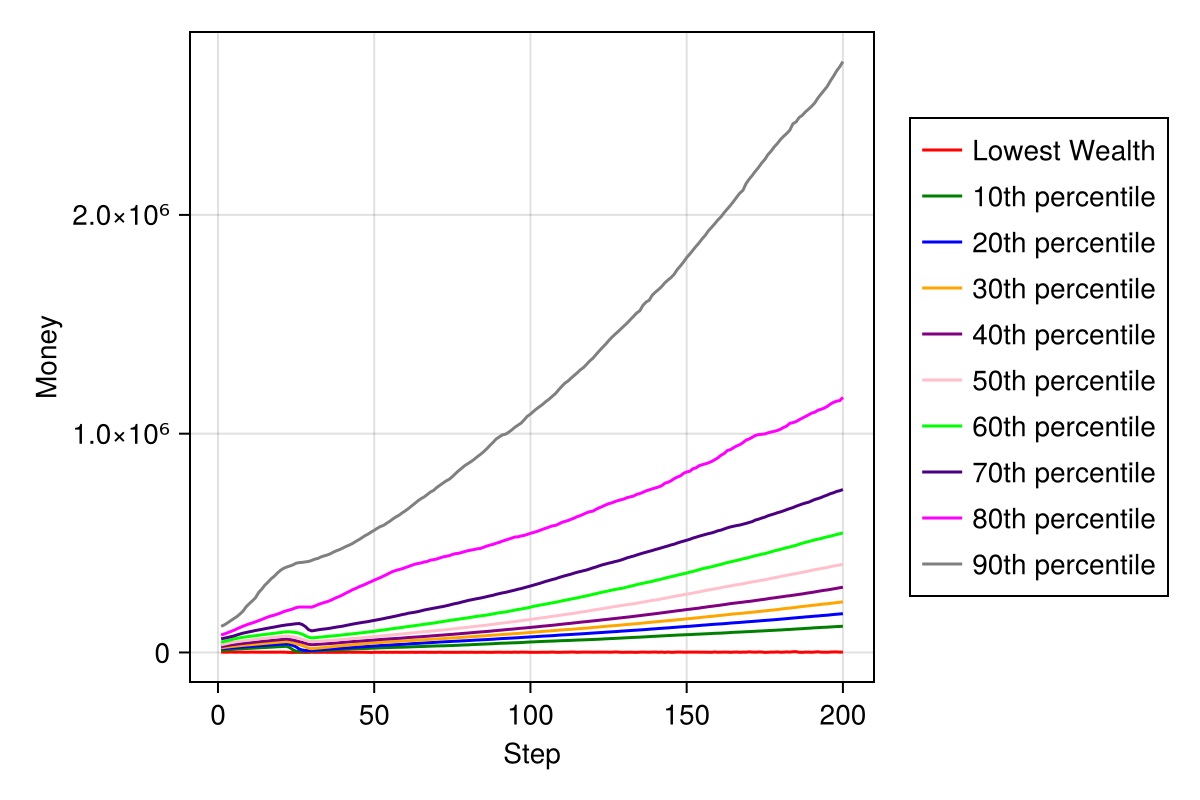 Money
2.0×10⁶
1.0×10⁶
0
0 50 100 150 200
Step
Lowest Wealth
10th percentile
20th percentile
30th percentile
40th percentile
50th percentile
60th percentile
70th percentile
80th percentile
90th percentile